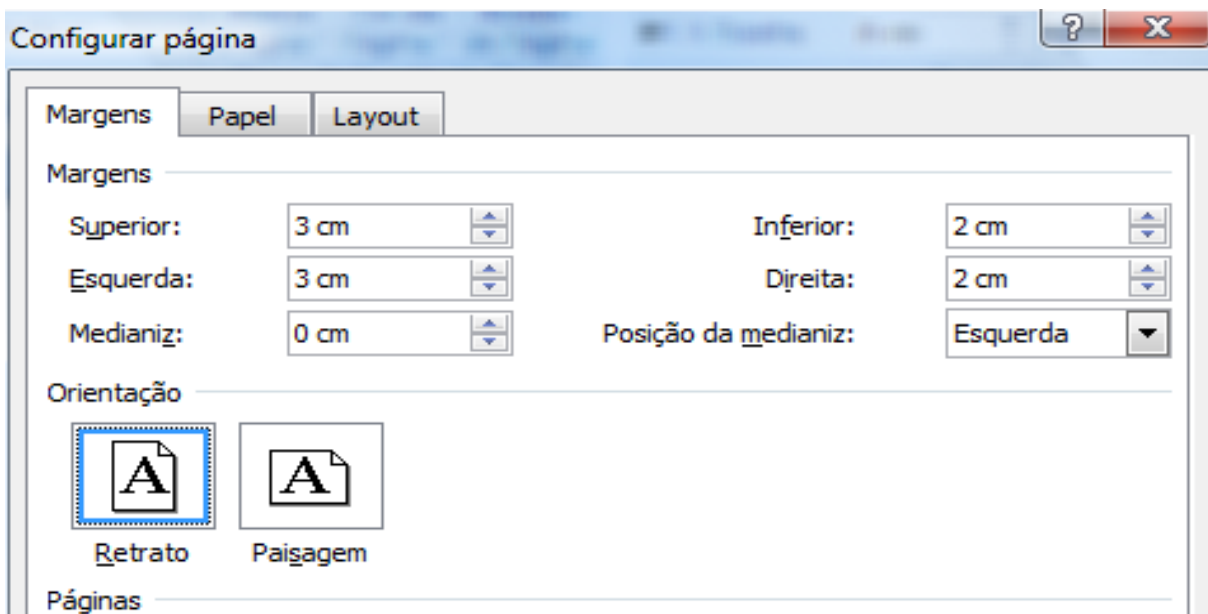 Configurar página
Margens Papel Layout
Margens
Superior: 3 cm Inferior: 2 cm
Esquerda: 3 cm Direita: 2 cm
Medianiz: 0 cm Posição da medianiz: Esquerda
Orientação
A A
Retrato Paisagem
Páginas